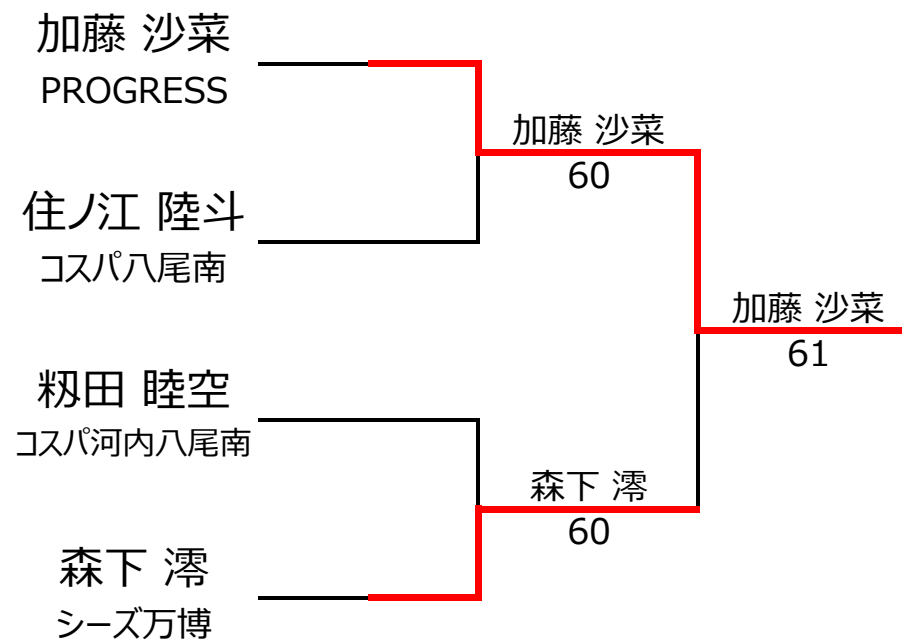 加藤 沙菜
PROGRESS
加藤 沙菜
60
住ノ江 陸斗
コスパ八尾南
加藤 沙菜
61
籾田 睦空
コスパ河内八尾南
森下 澪
60
森下 澪
シーズ万博